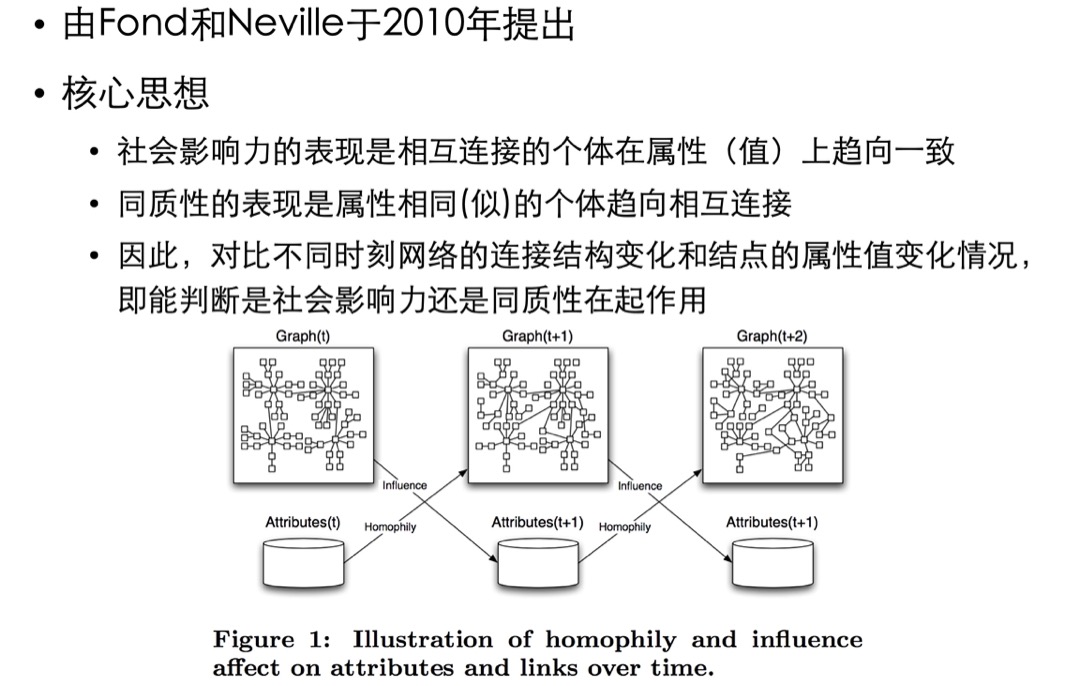 • 由Fond和Neville于2010年提出
• 核心思想
• 社会影响力的表现是相互连接的个体在属性（值）上趋向一致
• 同质性的表现是属性相同(似)的个体趋向相互连接
• 因此，对比不同时刻网络的连接结构变化和结点的属性值变化情况，
即能判断是社会影响力还是同质性在起作用
Graph(t) Graph(t+1) Graph(t+2)
Influence Influence
Attributes(t) Homophily Attributes(t+1) Homophily Attributes(t+1)
Figure 1: Illustration of homophily and influence
affect on attributes and links over time.